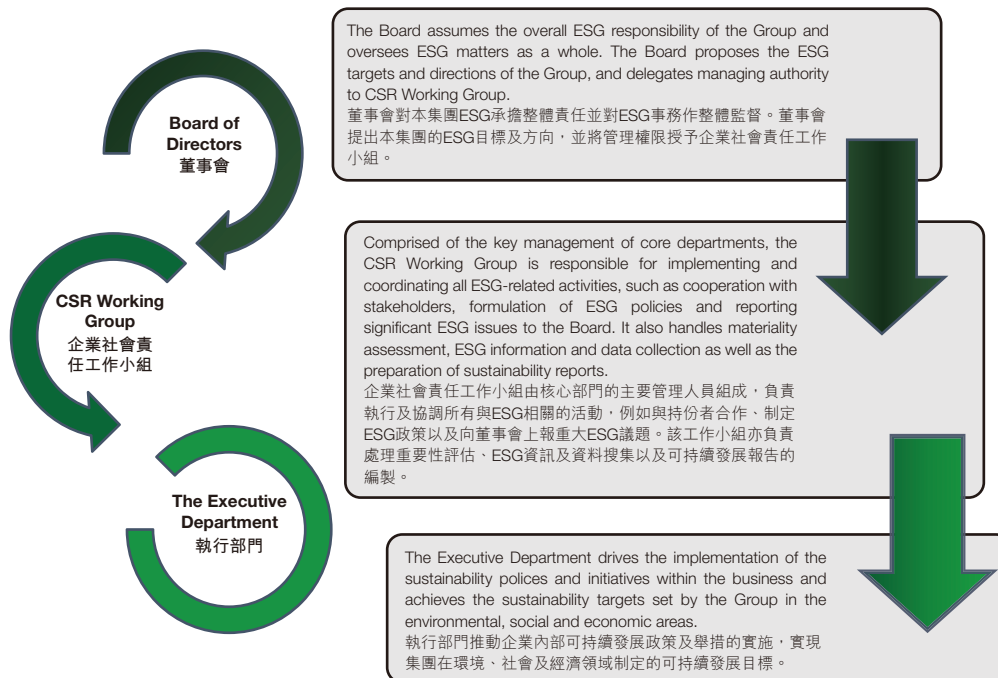 Board of
Directors
董事會
The Board assumes the overall ESG responsibility of the Group and
oversees ESG matters as a whole. The Board proposes the ESG
targets and directions of the Group, and delegates managing authority
to CSR Working Group.
董事會對本集團ESG承擔整體責任並對ESG事務作整體監督。董事會
提出本集團的ESG目標及方向，並將管理權限授予企業社會責任工作
小組。
CSR Working
Group
企業社會責
任工作小組
Comprised of the key management of core departments, the
CSR Working Group is responsible for implementing and
coordinating all ESG-related activities, such as cooperation with
stakeholders, formulation of ESG policies and reporting
significant ESG issues to the Board. It also handles materiality
assessment, ESG information and data collection as well as the
preparation of sustainability reports.
企業社會責任工作小組由核心部門的主要管理人員組成，負責
執行及協調所有與ESG相關的活動，例如與持份者合作、制定
ESG政策以及向董事會上報重大ESG議題。該工作小組亦負責
處理重要性評估、ESG資訊及資料搜集以及可持續發展報告的
編製。
The Executive
Department
執行部門
The Executive Department drives the implementation of the
sustainability polices and initiatives within the business and
achieves the sustainability targets set by the Group in the
environmental, social and economic areas.
執行部門推動企業內部可持續發展政策及舉措的實施，實現
集團在環境、社會及經濟領域制定的可持續發展目標。